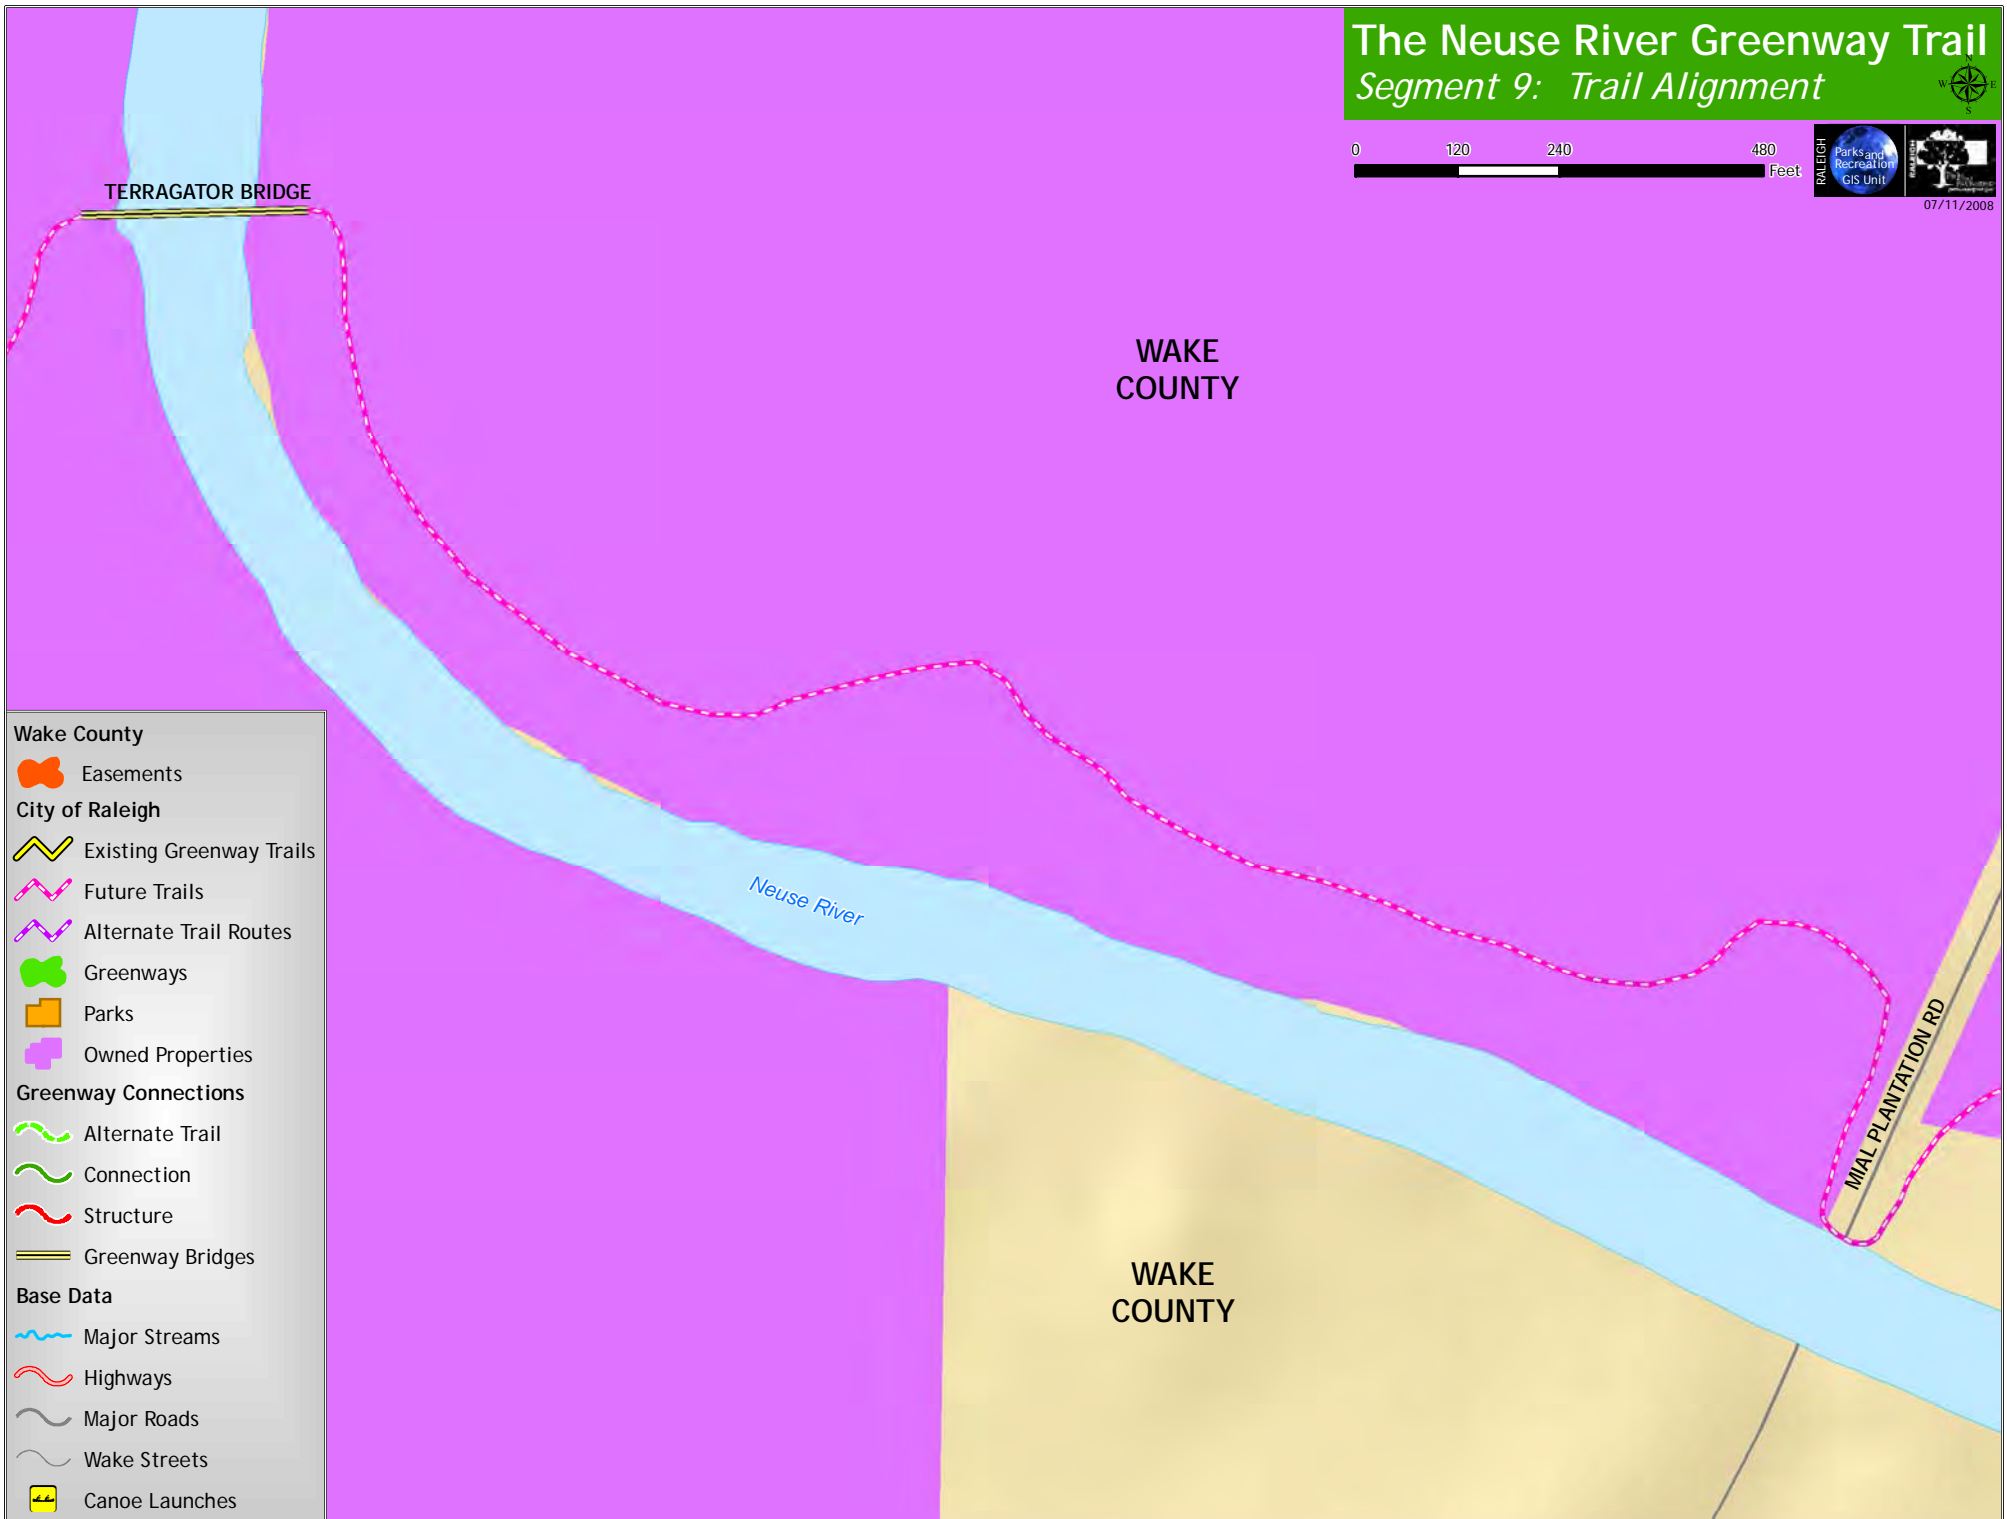 The Neuse River Greenway Trail
Segment 9: Trail Alignment
N
W E
S
0 120 240 480
Feet
RALEIGH
Parks and
Recreation
GIS Unit
RALEIGH
07/11/2008
TERRAGATOR BRIDGE
WAKE
COUNTY
Neuse River
MIAL PLANTATION RD
WAKE
COUNTY
Wake County
Easements
City of Raleigh
Existing Greenway Trails
Future Trails
Alternate Trail Routes
Greenways
Parks
Owned Properties
Greenway Connections
Alternate Trail
Connection
Structure
Greenway Bridges
Base Data
Major Streams
Highways
Major Roads
Wake Streets
Canoe Launches